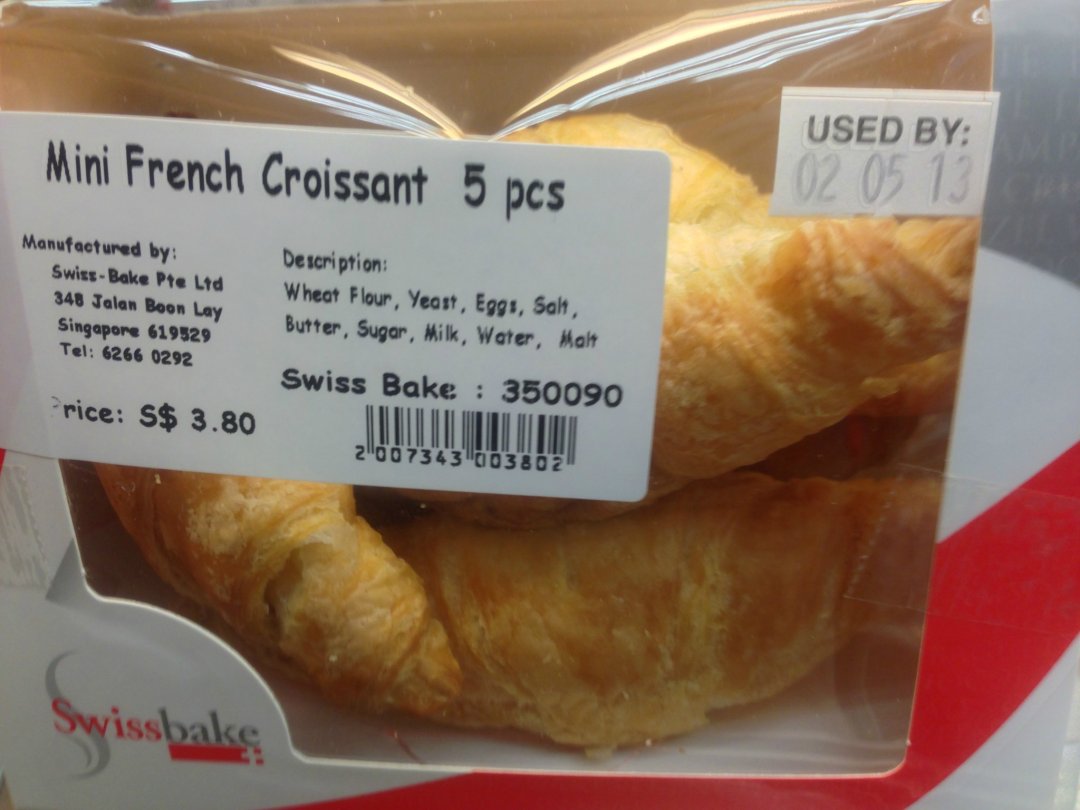 Mini French Croissant 5 pcs
USED BY:
02 05 13
Manufactured by:
Swiss-Bake Pte Ltd
348 Jalan Boon Lay
Singapore 619529
Tel: 6266 0292
rice: S$ 3.80
Description:
Wheat Flour, Yeast, Eggs, Salt,
Butter, Sugar, Milk, Water, Malt
Swiss Bake : 350090
2 007343 003802
Swissbake